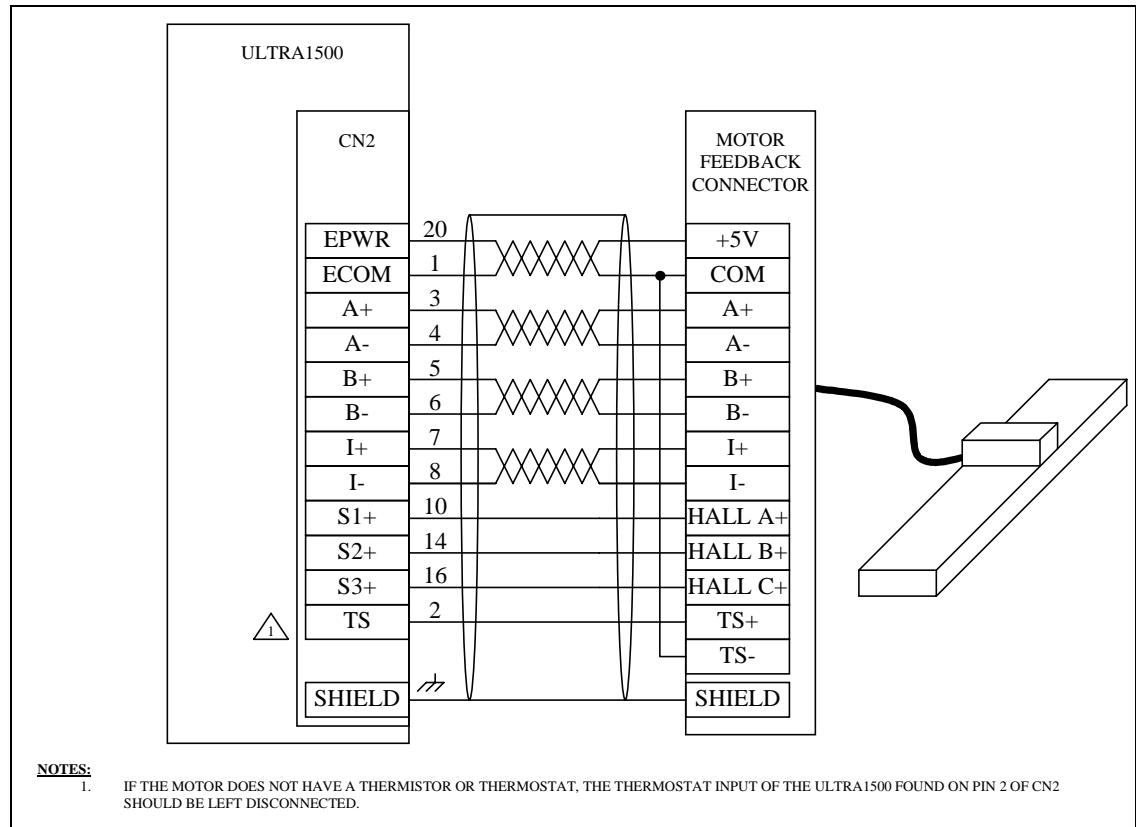 ULTRA1500
CN2
MOTOR
FEEDBACK
CONNECTOR
EPWR 20 +5V
ECOM 1 COM
A+ 3 A+
A- 4 A-
B+ 5 B+
B- 6 B-
I+ 7 I+
I- 8 I-
S1+ 10 HALL A+
S2+ 14 HALL B+
S3+ 16 HALL C+
1 TS 2 TS+
TS-
SHIELD SHIELD
NOTES:
1. IF THE MOTOR DOES NOT HAVE A THERMISTOR OR THERMOSTAT, THE THERMOSTAT INPUT OF THE ULTRA1500 FOUND ON PIN 2 OF CN2
SHOULD BE LEFT DISCONNECTED.